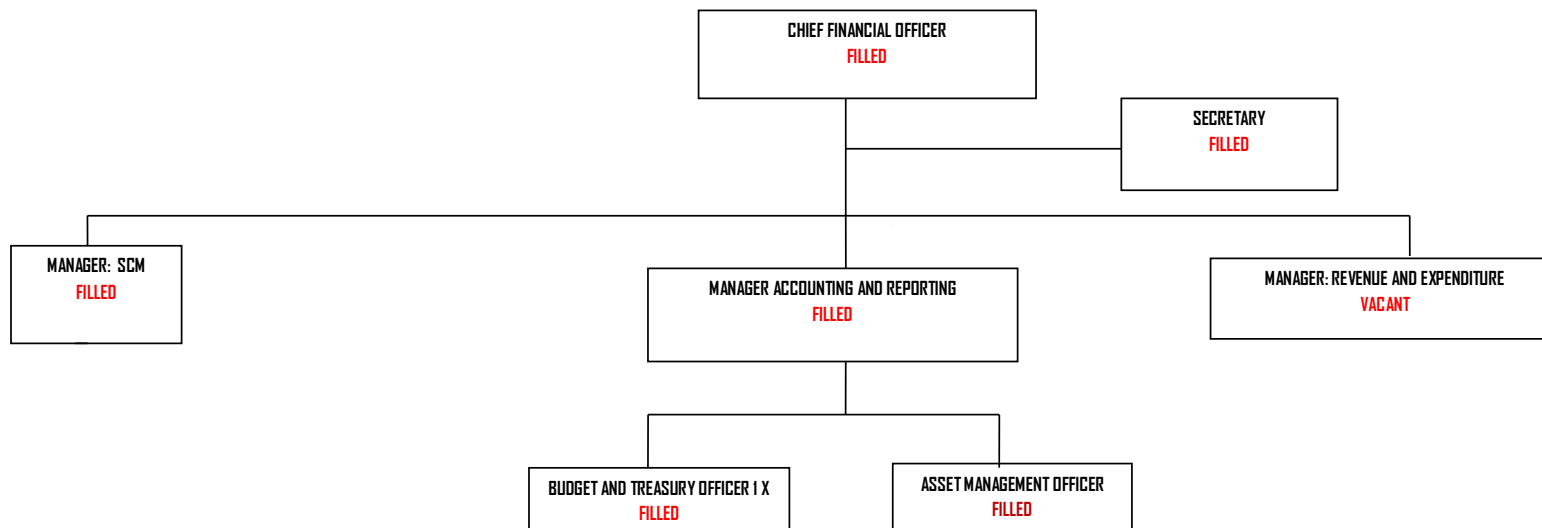 CHIEF FINANCIAL OFFICER
FILLED
SECRETARY
FILLED
MANAGER: SCM
FILLED
MANAGER ACCOUNTING AND REPORTING
FILLED
MANAGER: REVENUE AND EXPENDITURE
VACANT
BUDGET AND TREASURY OFFICER 1 X
FILLED
ASSET MANAGEMENT OFFICER
FILLED